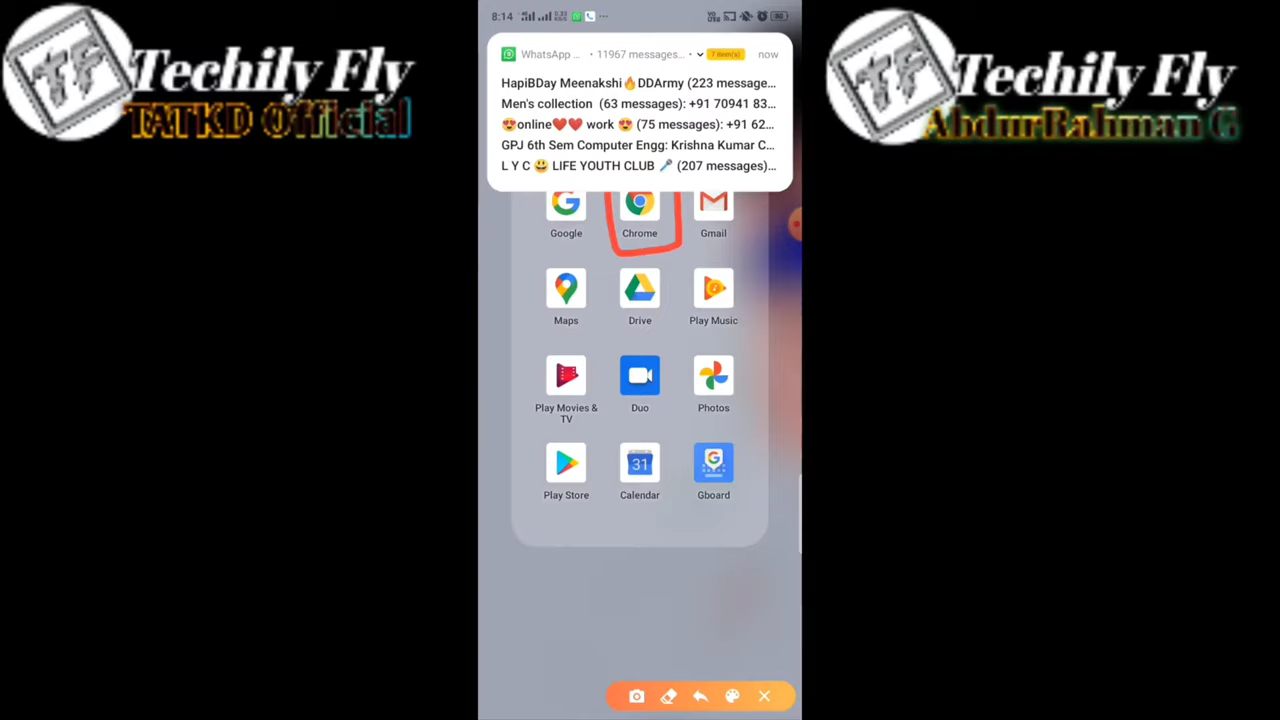 Techily Fly
TATKD Official
8:14
WhatsApp ... • 11967 messages... • 7 item(s) now
HapiBDay Meenakshi🔥DDArmy (223 message...
Men's collection (63 messages): +91 70941 83...
😍online❤️❤️ work 😍 (75 messages): +91 62...
GPJ 6th Sem Computer Engg: Krishna Kumar C...
L Y C 😃 LIFE YOUTH CLUB 🎤 (207 messages)...
Google Chrome Gmail
Maps Drive Play Music
Play Movies & TV Duo Photos
Play Store Calendar Gboard
31
Techily Fly
AbdurRahman G